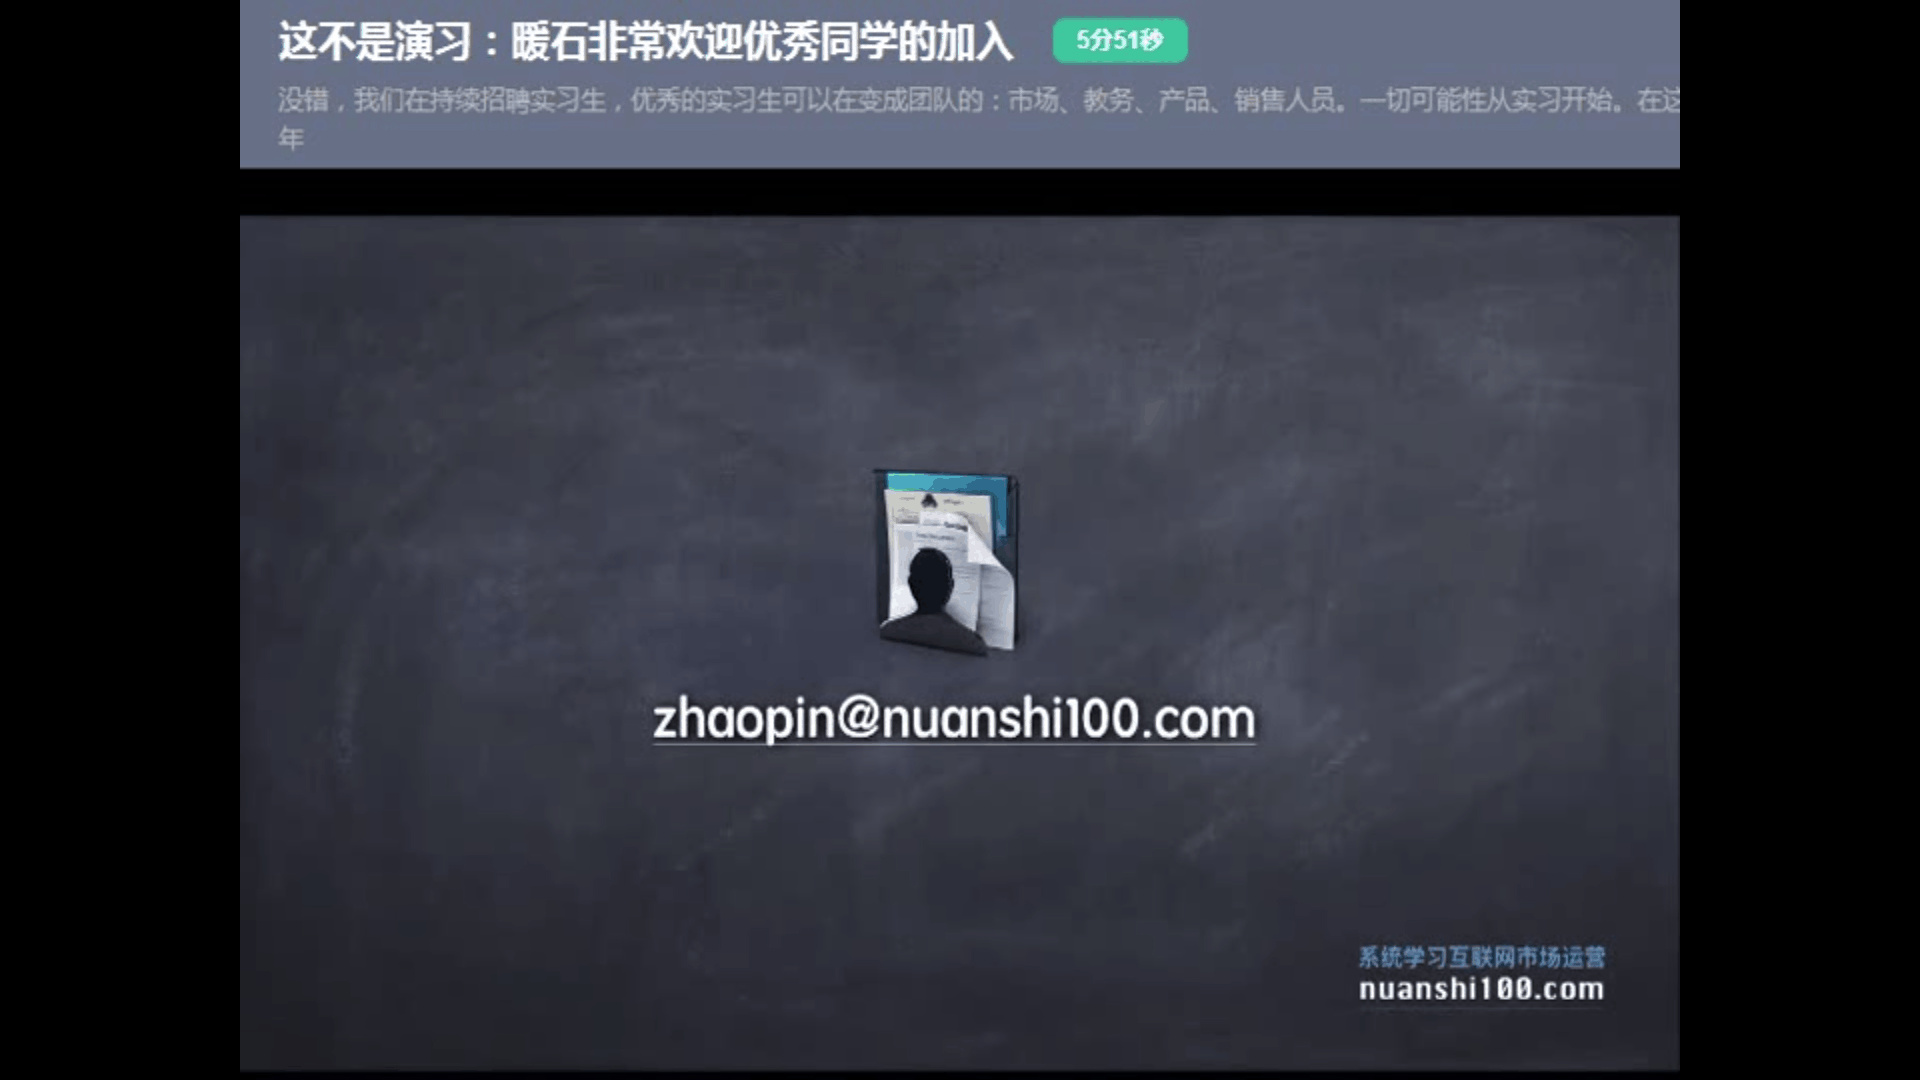 这不是演习：暖石非常欢迎优秀同学的加入 5分51秒
没错，我们在持续招聘实习生，优秀的实习生可以在变成团队的：市场、教务、产品、销售人员。一切可能性从实习开始。在这
年
zhaopin@nuanshi100.com
系统学习互联网市场运营
nuanshi100.com